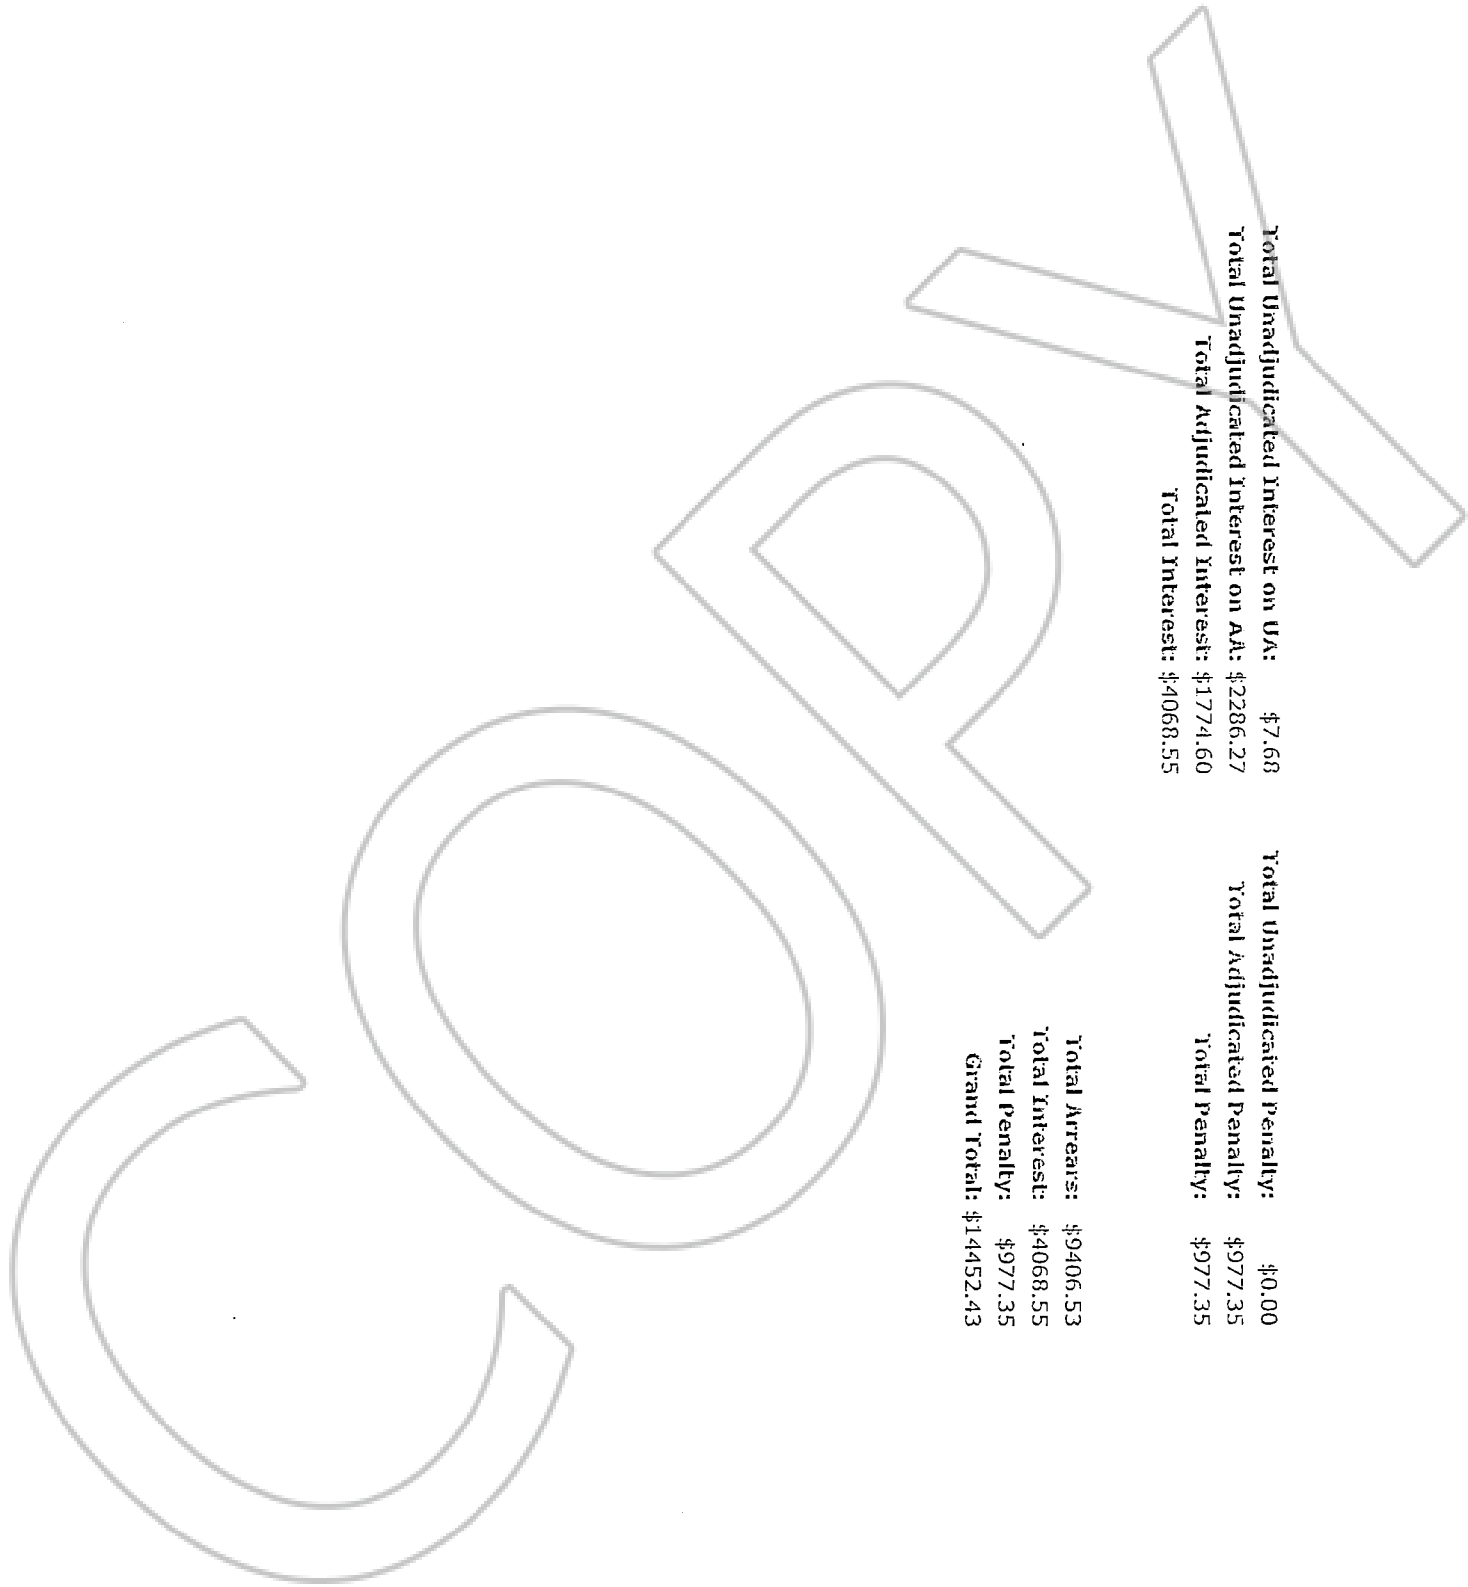 Total Unadjudicated Interest on UA: $7.68
Total Unadjudicated Interest on AA: $2286.27
Total Adjudicated Interest: $1774.60
Total Interest: $4068.55
Total Unadjudicated Penalty: $0.00
Total Adjudicated Penalty: $977.35
Total Penalty: $977.35
Total Arrears: $9406.53
Total Interest: $4068.55
Total Penalty: $977.35
Grand Total: $14452.43
COPY